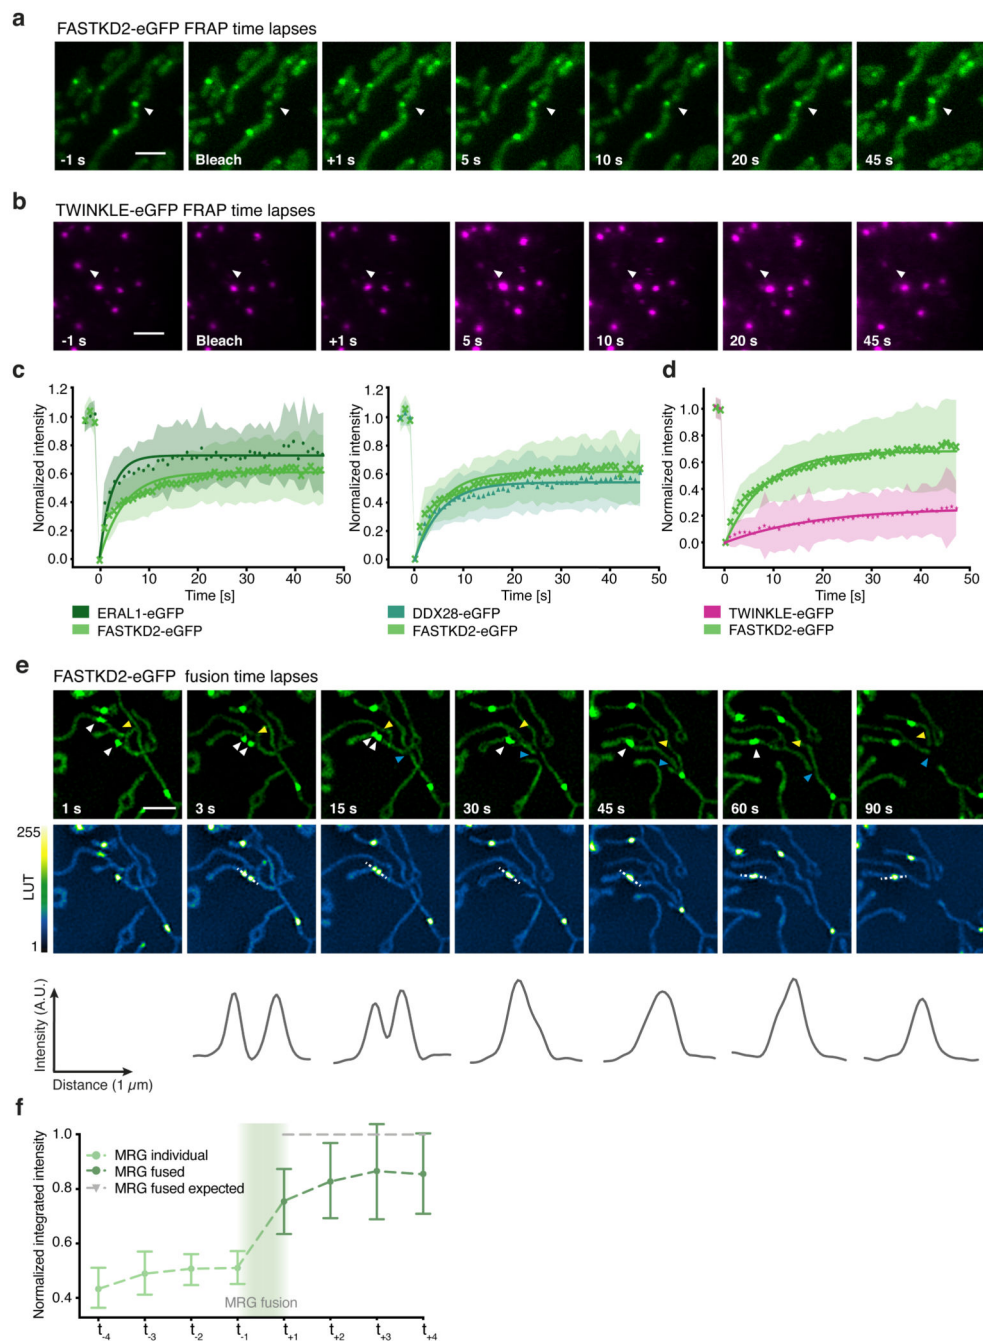 a
FASTKD2-eGFP FRAP time lapses
-1 s
Bleach
+1 s
5 s
10 s
20 s
45 s
b
TWINKLE-eGFP FRAP time lapses
-1 s
Bleach
+1 s
5 s
10 s
20 s
45 s
c
Normalized intensity
1.2
1.0
0.8
0.6
0.4
0.2
0.0
0 10 20 30 40 50
Time [s]
ERAL1-eGFP
FASTKD2-eGFP
Normalized intensity
1.2
1.0
0.8
0.6
0.4
0.2
0.0
0 10 20 30 40 50
Time [s]
DDX28-eGFP
FASTKD2-eGFP
d
Normalized intensity
1.0
0.8
0.6
0.4
0.2
0.0
0 10 20 30 40 50
Time [s]
TWINKLE-eGFP
FASTKD2-eGFP
e
FASTKD2-eGFP fusion time lapses
1 s
3 s
15 s
30 s
45 s
60 s
90 s
255
LUT
1
Intensity (A.U.)
Distance (1 µm)
f
Normalized integrated intensity
1.0
0.8
0.6
0.4
MRG individual
MRG fused
MRG fused expected
MRG fusion
t-4 t-3 t-2 t-1 t+1 t+2 t+3 t+4